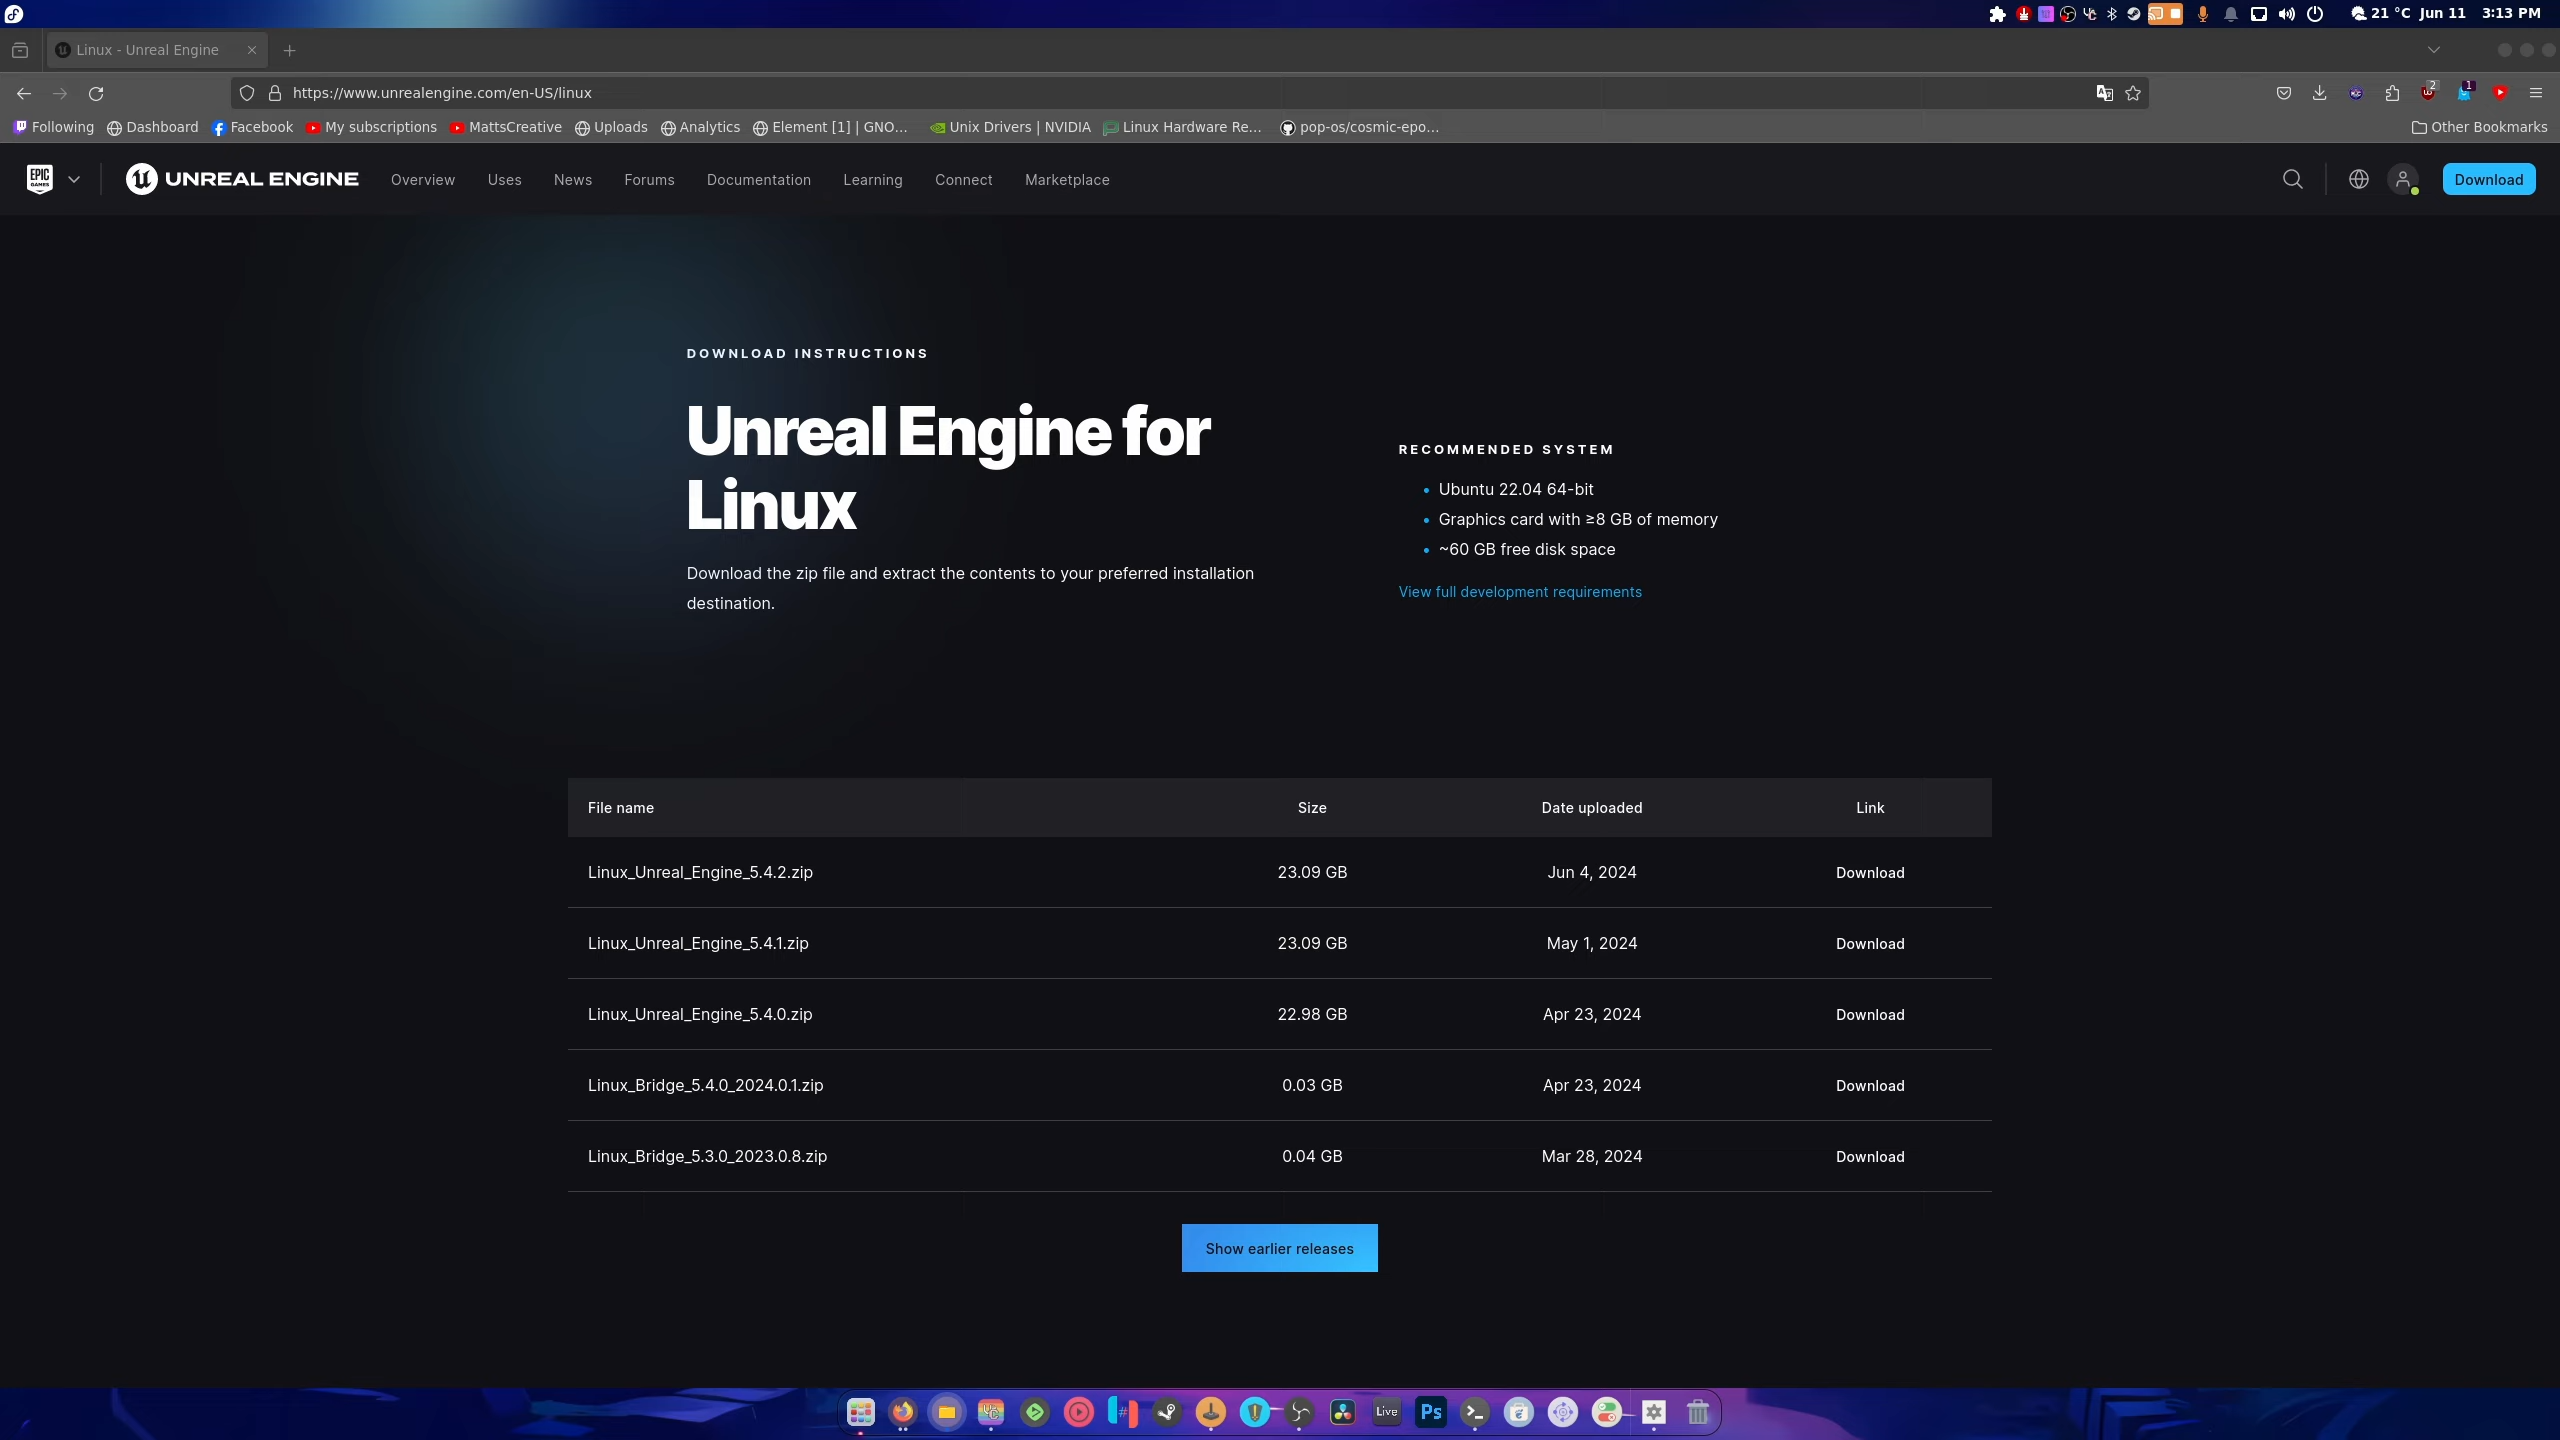 21 °C Jun 11 3:13 PM
Linux - Unreal Engine
https://www.unrealengine.com/en-US/linux
2
1
Following Dashboard Facebook My subscriptions MattsCreative Uploads Analytics Element [1] | GNO... Unix Drivers | NVIDIA Linux Hardware Re... pop-os/cosmic-epo... Other Bookmarks
EPIC GAMES UNREAL ENGINE Overview Uses News Forums Documentation Learning Connect Marketplace Download
DOWNLOAD INSTRUCTIONS
Unreal Engine for
Linux
Download the zip file and extract the contents to your preferred installation
destination.
RECOMMENDED SYSTEM
• Ubuntu 22.04 64-bit
• Graphics card with ≥8 GB of memory
• ~60 GB free disk space
View full development requirements
File name Size Date uploaded Link
Linux_Unreal_Engine_5.4.2.zip 23.09 GB Jun 4, 2024 Download
Linux_Unreal_Engine_5.4.1.zip 23.09 GB May 1, 2024 Download
Linux_Unreal_Engine_5.4.0.zip 22.98 GB Apr 23, 2024 Download
Linux_Bridge_5.4.0_2024.0.1.zip 0.03 GB Apr 23, 2024 Download
Linux_Bridge_5.3.0_2023.0.8.zip 0.04 GB Mar 28, 2024 Download
Show earlier releases
Live Ps